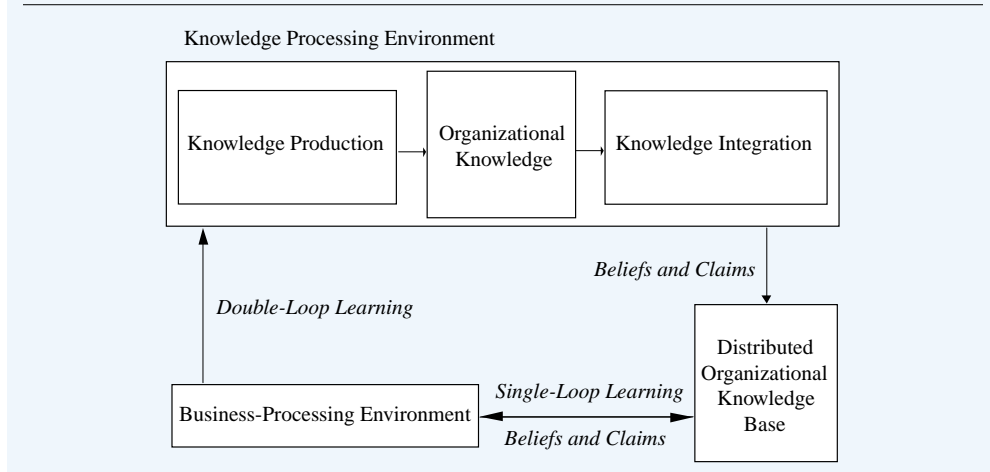 Knowledge Processing Environment
Knowledge Production
Organizational
Knowledge
Knowledge Integration
Beliefs and Claims
Double-Loop Learning
Distributed
Organizational
Knowledge
Base
Single-Loop Learning
Business-Processing Environment
Beliefs and Claims